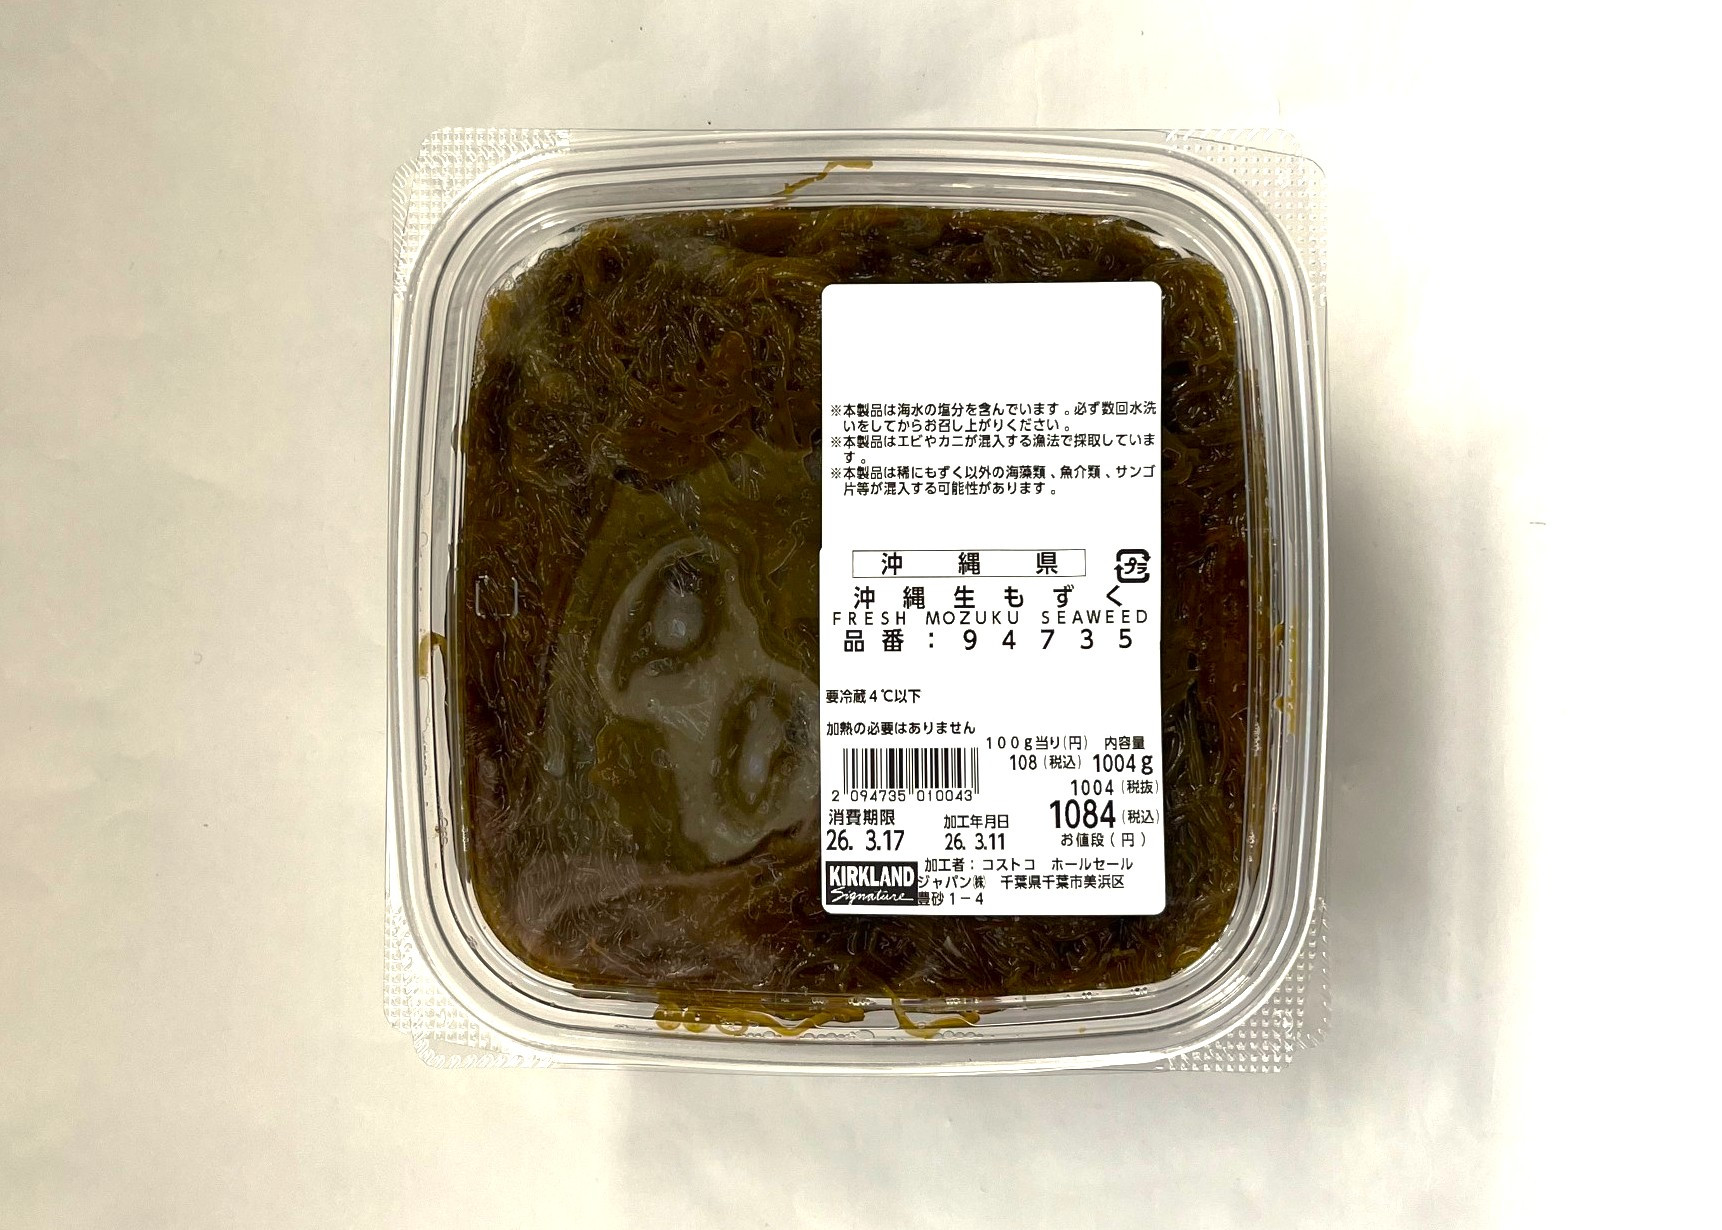 ※本製品は海水の塩分を含んでいます。必ず数回水洗
いをしてからお召し上がりください。
※本製品はエビやカニが混入する漁法で採取していま
す。
※本製品は稀にもずく以外の海藻類、魚介類、サンゴ
片等が混入する可能性があります。
沖縄県
プラ
沖縄生もずく
FRESH MOZUKU SEAWEED
品番:94735
要冷蔵4℃以下
加熱の必要はありません
100g当り(円) 内容量
108(税込) 1004g
1004(税抜)
2 094735 010043
1084(税込)
消費期限 加工年月日
お値段(円)
26. 3.17 26. 3.11
KIRKLAND
Signature
加工者:コストコ ホールセール
ジャパン㈱ 千葉県千葉市美浜区
豊砂1-4